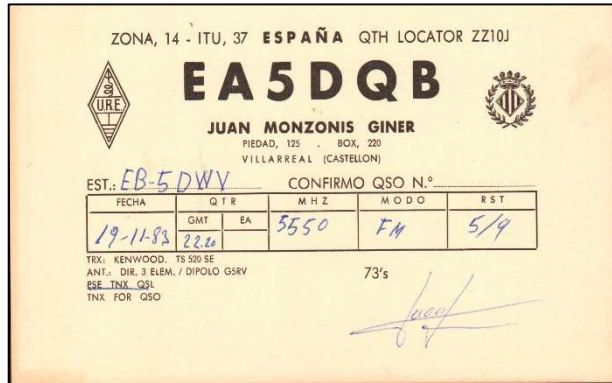 ZONA, 14 - ITU, 37 ESPAÑA QTH LOCATOR ZZ10J
U.R.E.
EA5DQB
JUAN MONZONIS GINER
PIEDAD, 125 . BOX, 220
VILLARREAL (CASTELLON)
EST.: EB-5DWV CONFIRMO QSO N.º
FECHA QTR MHZ MODO RST
GMT EA
19-11-83 22.20 5550 FM 5/9
TRX: KENWOOD. TS 520 SE
ANT.: DIR. 3 ELEM. / DIPOLO G5RV
PSE TNX QSL
TNX FOR QSO
73's